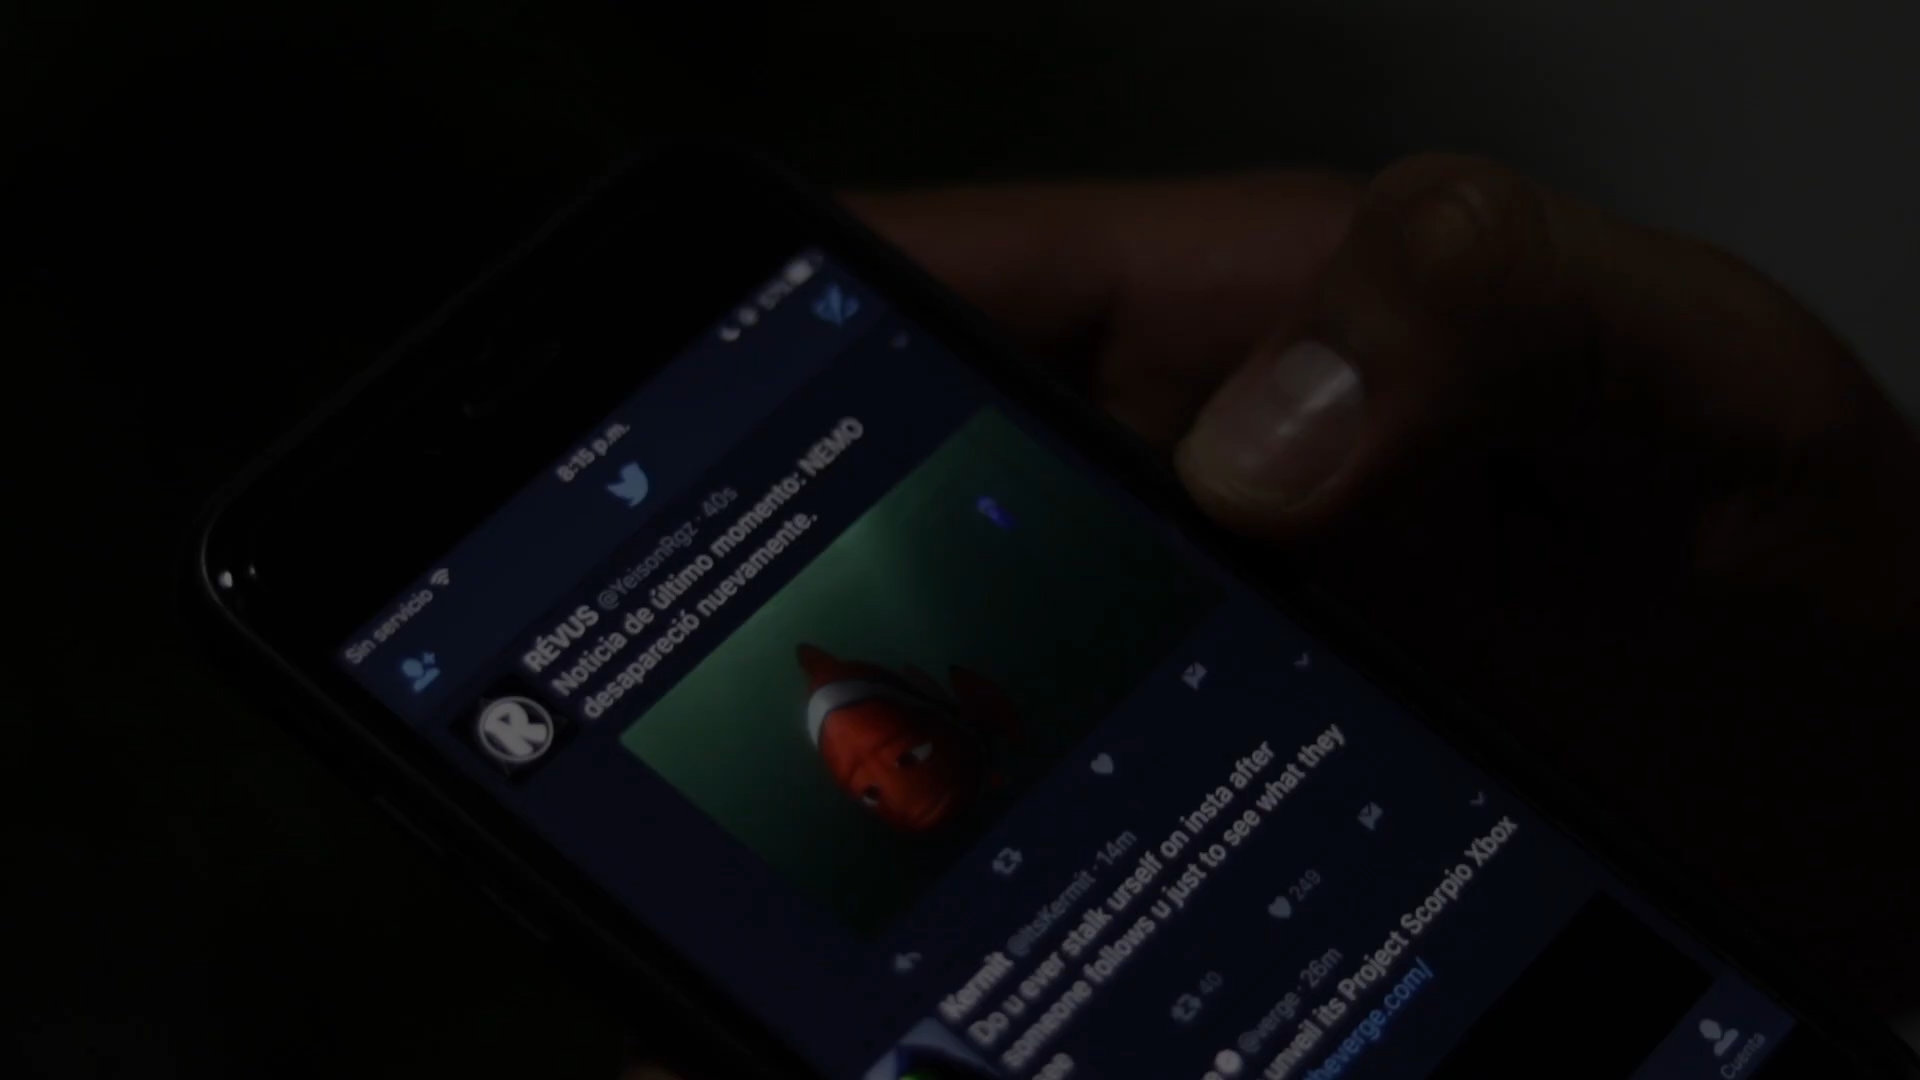 Sin servicio
8:15 p.m.
RÉVUS @YeisonRgz · 40s
Noticia de último momento: NEMO
desapareció nuevamente.
R
Kermit @ItsKermit · 14m
Do u ever stalk urself on insta after
someone follows u just to see what they
40 249
@verge · 26m
unveil its Project Scorpio Xbox
theverge.com/
Cuenta